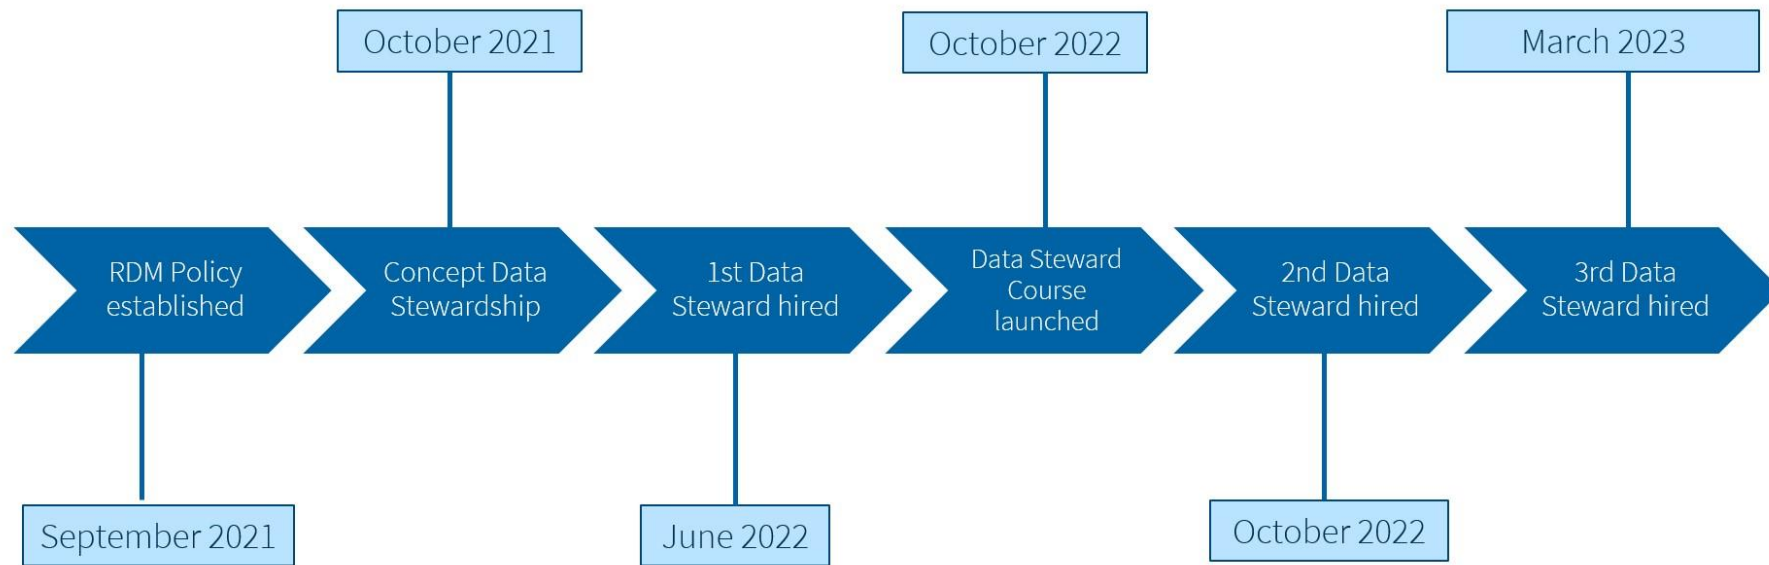 October 2021
October 2022
March 2023
RDM Policy
established
Concept Data
Stewardship
1st Data
Steward hired
Data Steward
Course
launched
2nd Data
Steward hired
3rd Data
Steward hired
September 2021
June 2022
October 2022